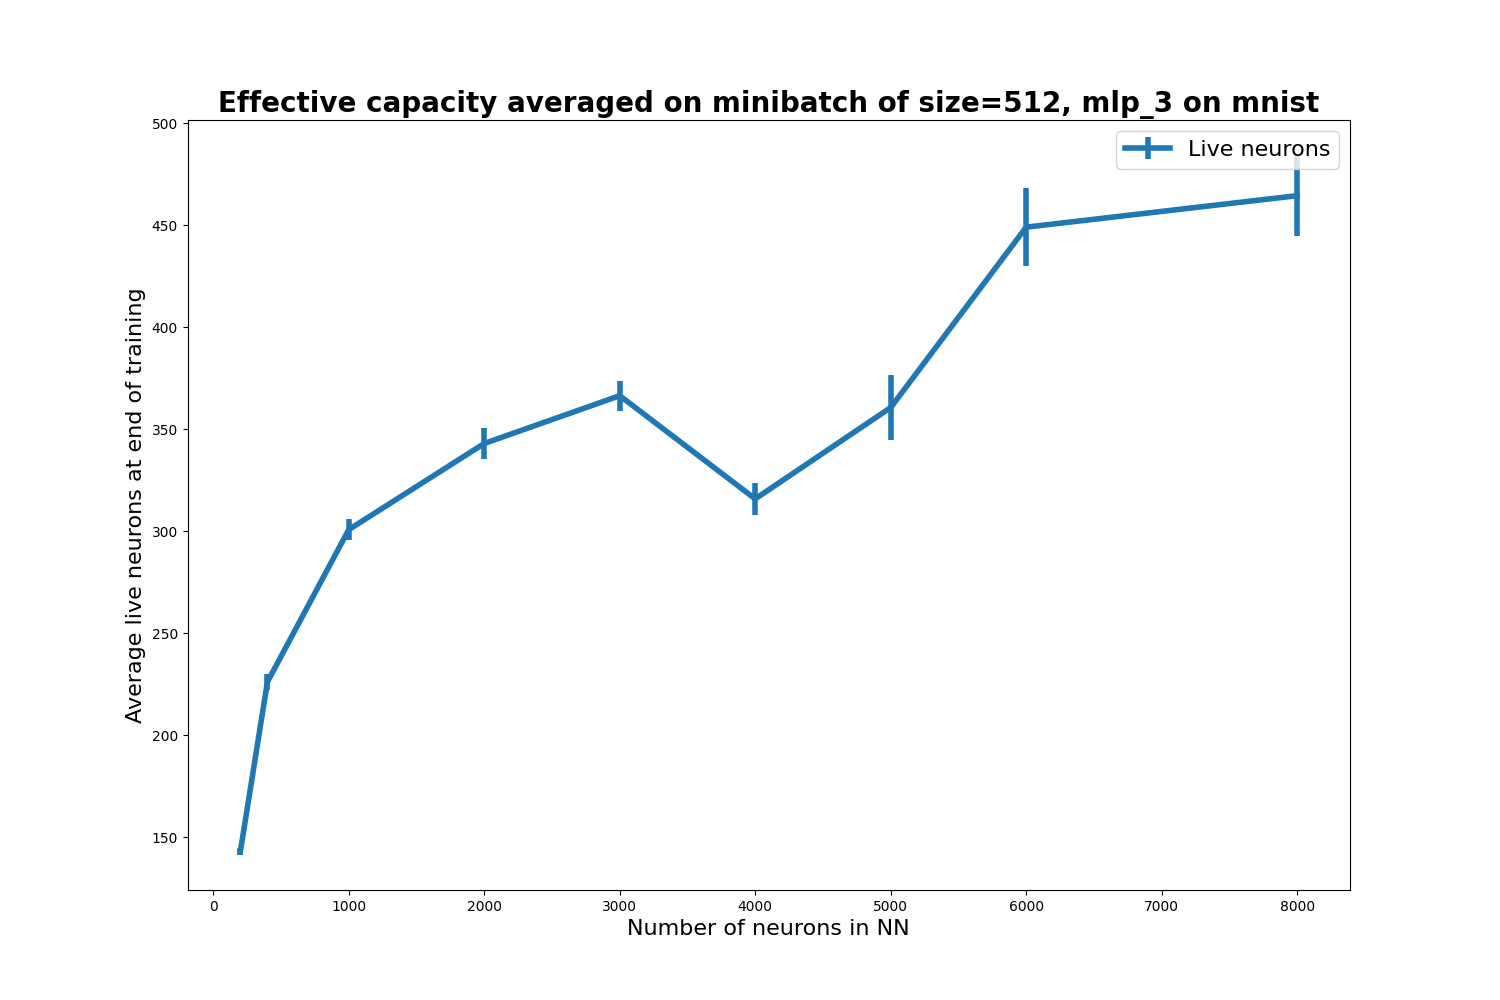 Effective capacity averaged on minibatch of size=512, mlp_3 on mnist
Live neurons
Average live neurons at end of training
500
450
400
350
300
250
200
150
0 1000 2000 3000 4000 5000 6000 7000 8000
Number of neurons in NN